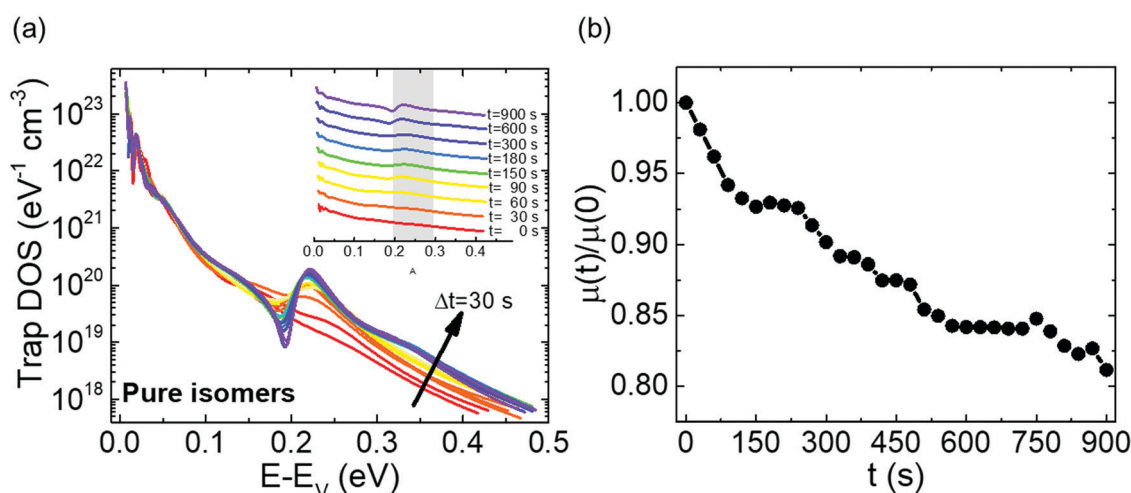 (a)
(b)
Trap DOS (eV⁻¹ cm⁻³)
10²³
10²²
10²¹
10²⁰
10¹⁹
10¹⁸
t=900 s
t=600 s
t=300 s
t=180 s
t=150 s
t= 90 s
t= 60 s
t= 30 s
t= 0 s
0.0 0.1 0.2 0.3 0.4
A
Δt=30 s
Pure isomers
0.0 0.1 0.2 0.3 0.4 0.5
E-E_V (eV)
μ(t)/μ(0)
1.00
0.95
0.90
0.85
0.80
0 150 300 450 600 750 900
t (s)